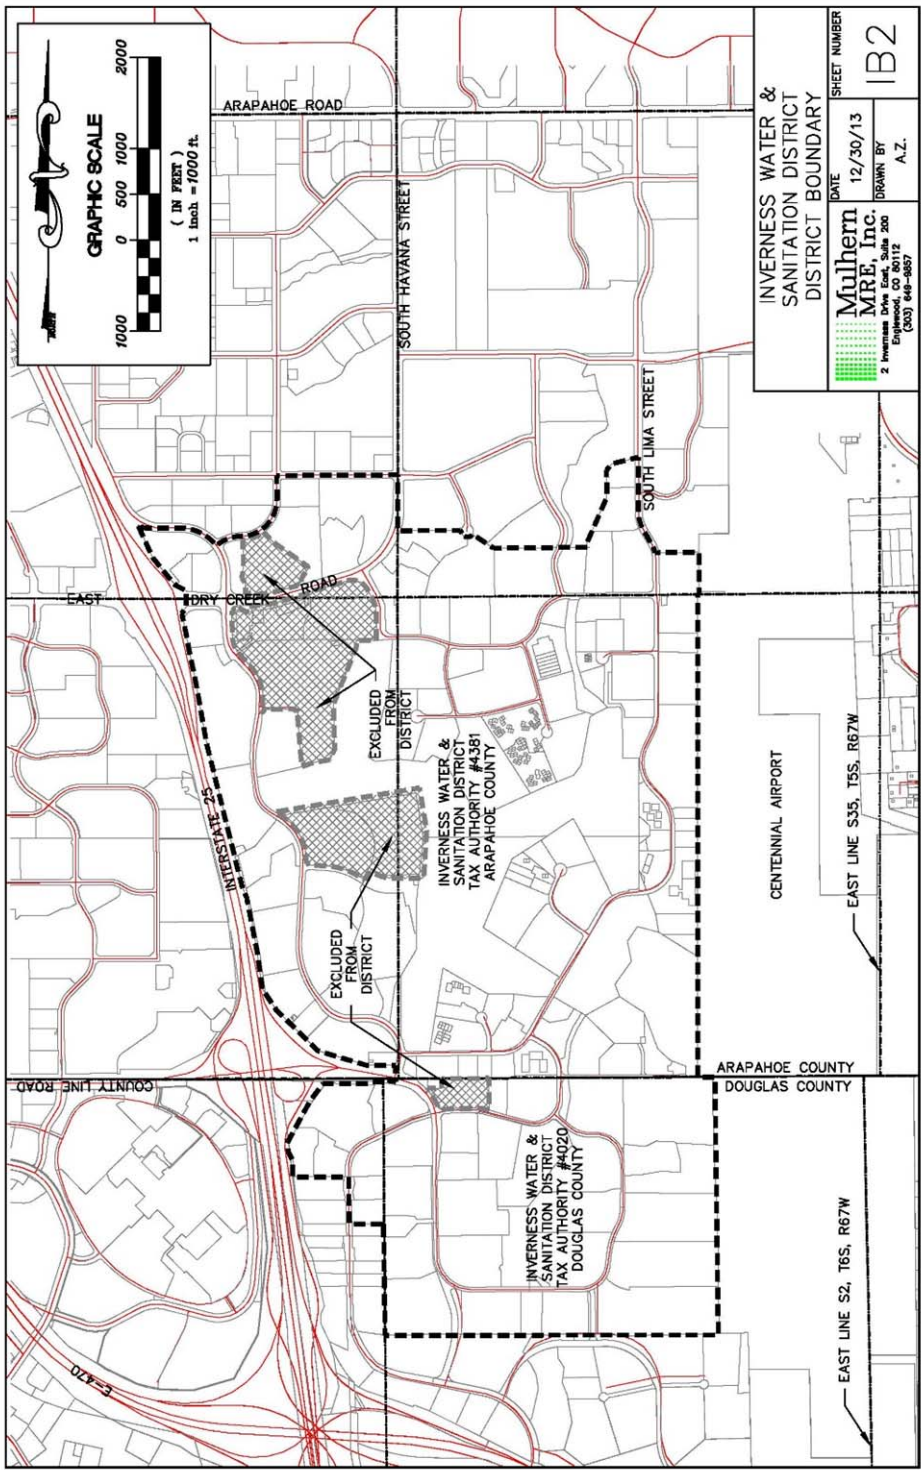 NORTH
GRAPHIC SCALE
1000 0 500 1000 2000
( IN FEET )
1 inch = 1000 ft.
ARAPAHOE ROAD
SOUTH HAVANA STREET
SOUTH LIMA STREET
EAST DRY CREEK ROAD
INTERSTATE 25
EXCLUDED
FROM
DISTRICT
INVERNESS WATER &
SANITATION DISTRICT
TAX AUTHORITY #4381
ARAPAHOE COUNTY
EXCLUDED
FROM
DISTRICT
CENTENNIAL AIRPORT
EAST LINE S35, T5S, R67W
COUNTY LINE ROAD
ARAPAHOE COUNTY
DOUGLAS COUNTY
INVERNESS WATER &
SANITATION DISTRICT
TAX AUTHORITY #4020
DOUGLAS COUNTY
E-470
EAST LINE S2, T6S, R67W
INVERNESS WATER &
SANITATION DISTRICT
DISTRICT BOUNDARY
Mulhern
MRE, Inc.
2 Inverness Drive East, Suite 200
Englewood, CO 80112
(303) 649-9857
DATE
12/30/13
DRAWN BY
A.Z.
SHEET NUMBER
1B2